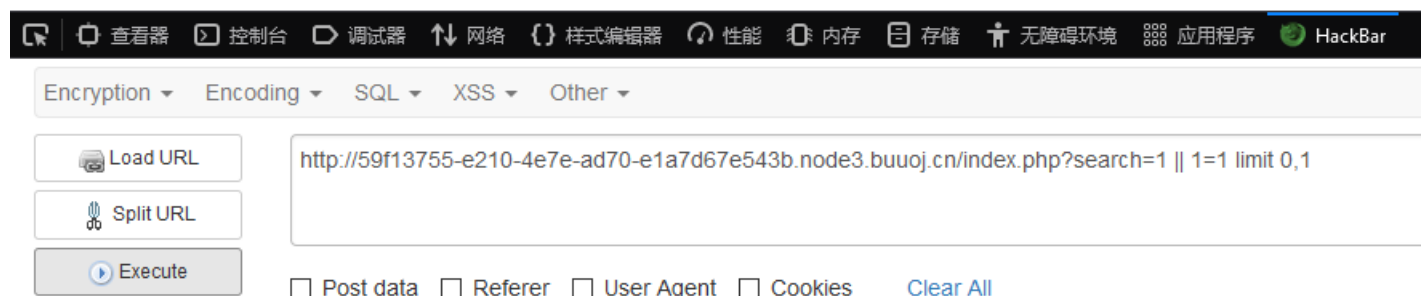 查看器 控制台 调试器 网络 {} 样式编辑器 性能 内存 存储 无障碍环境 应用程序 HackBar
Encryption Encoding SQL XSS Other
Load URL http://59f13755-e210-4e7e-ad70-e1a7d67e543b.node3.buuoj.cn/index.php?search=1 || 1=1 limit 0,1
Split URL
Execute
Post data Referer User Agent Cookies Clear All